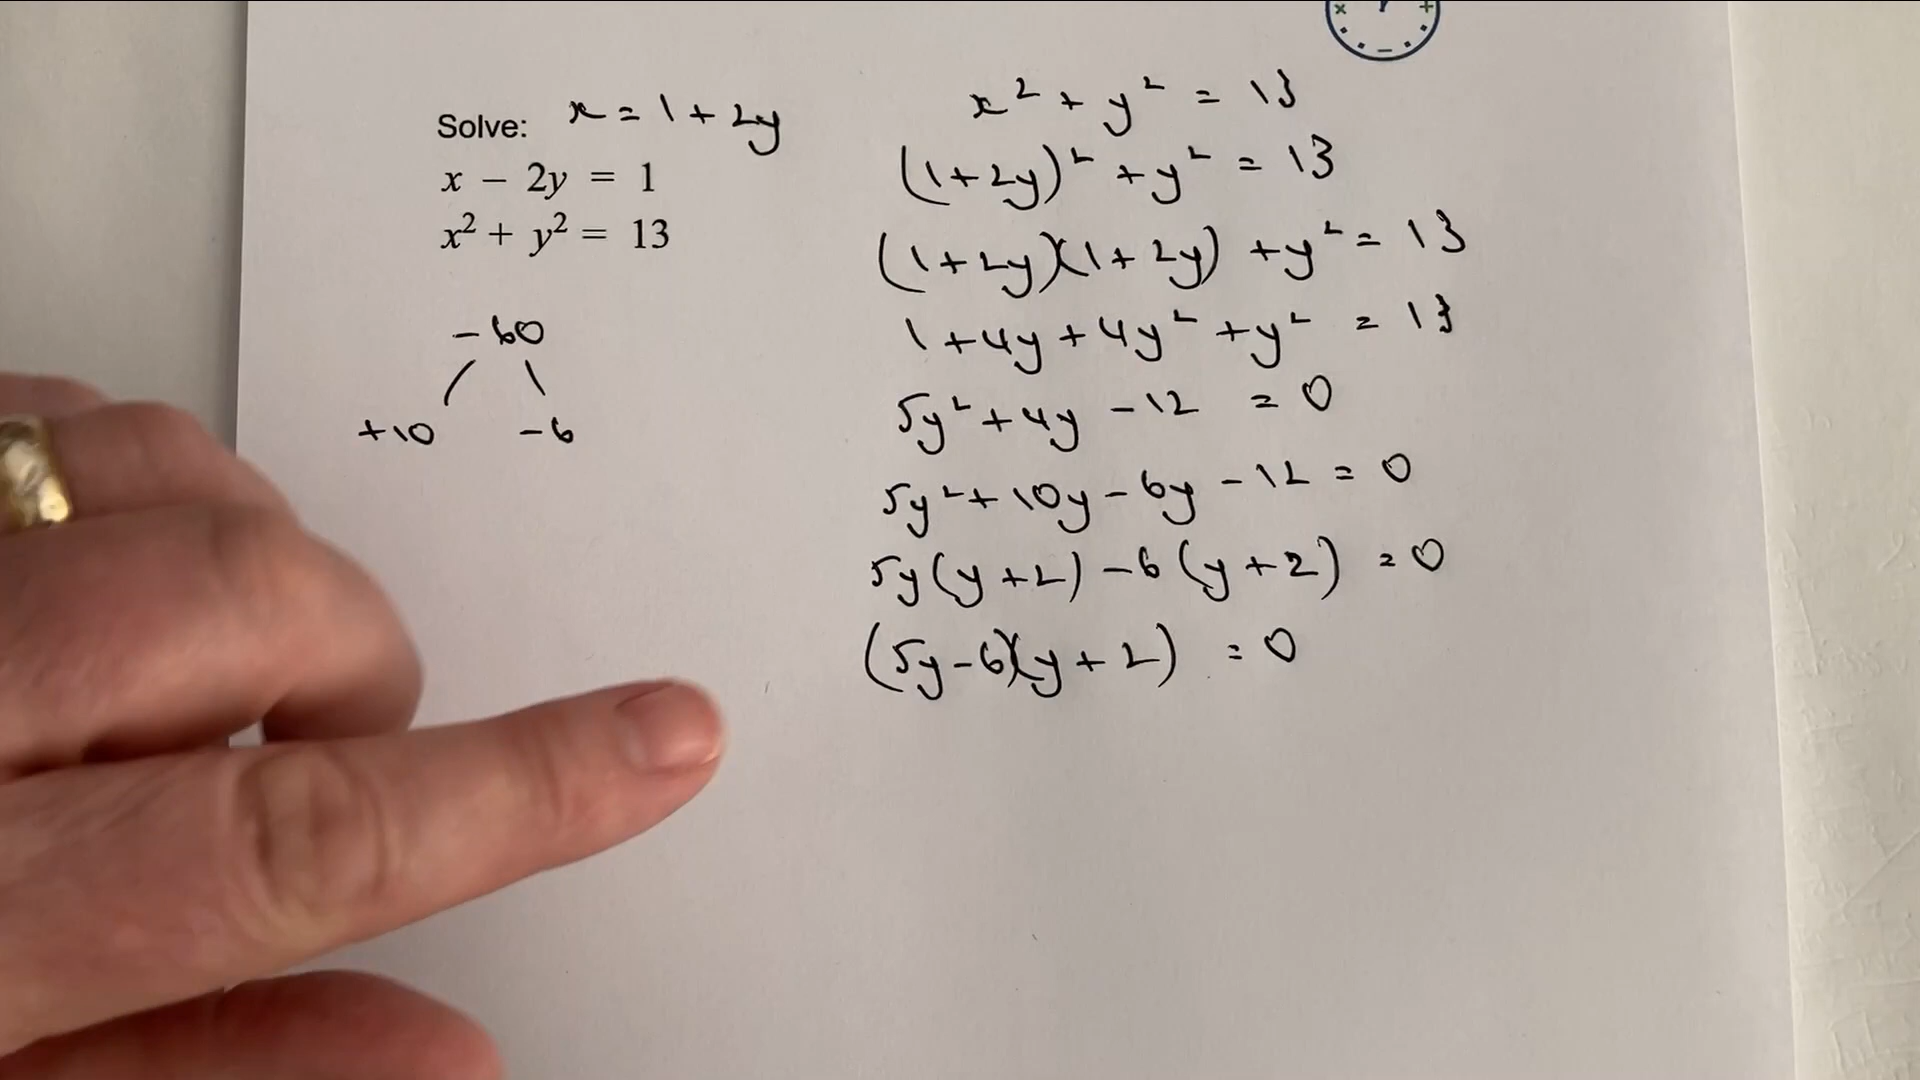 Solve: x = 1 + 2y
x − 2y = 1
x² + y² = 13
−60
+10 −6
x² + y² = 13
(1+2y)² + y² = 13
(1+2y)(1+2y) + y² = 13
1 + 4y + 4y² + y² = 13
5y² + 4y − 12 = 0
5y² + 10y − 6y − 12 = 0
5y(y+2) − 6(y+2) = 0
(5y−6)(y+2) = 0
× − +